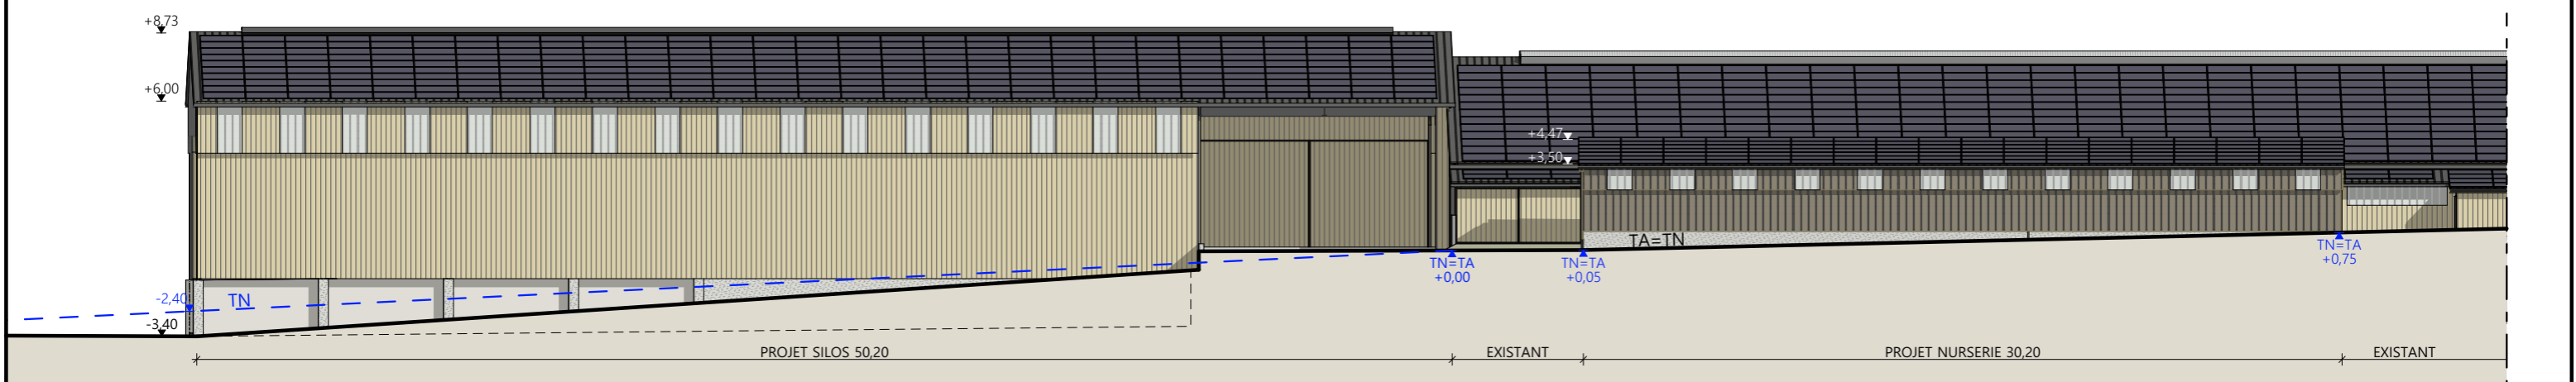 +8,73
+6,00
+4,47
+3,50
TA=TN
TN=TA
+0,00
TN=TA
+0,05
TN=TA
+0,75
-2,40
TN
-3,40
PROJET SILOS 50,20
EXISTANT
PROJET NURSERIE 30,20
EXISTANT